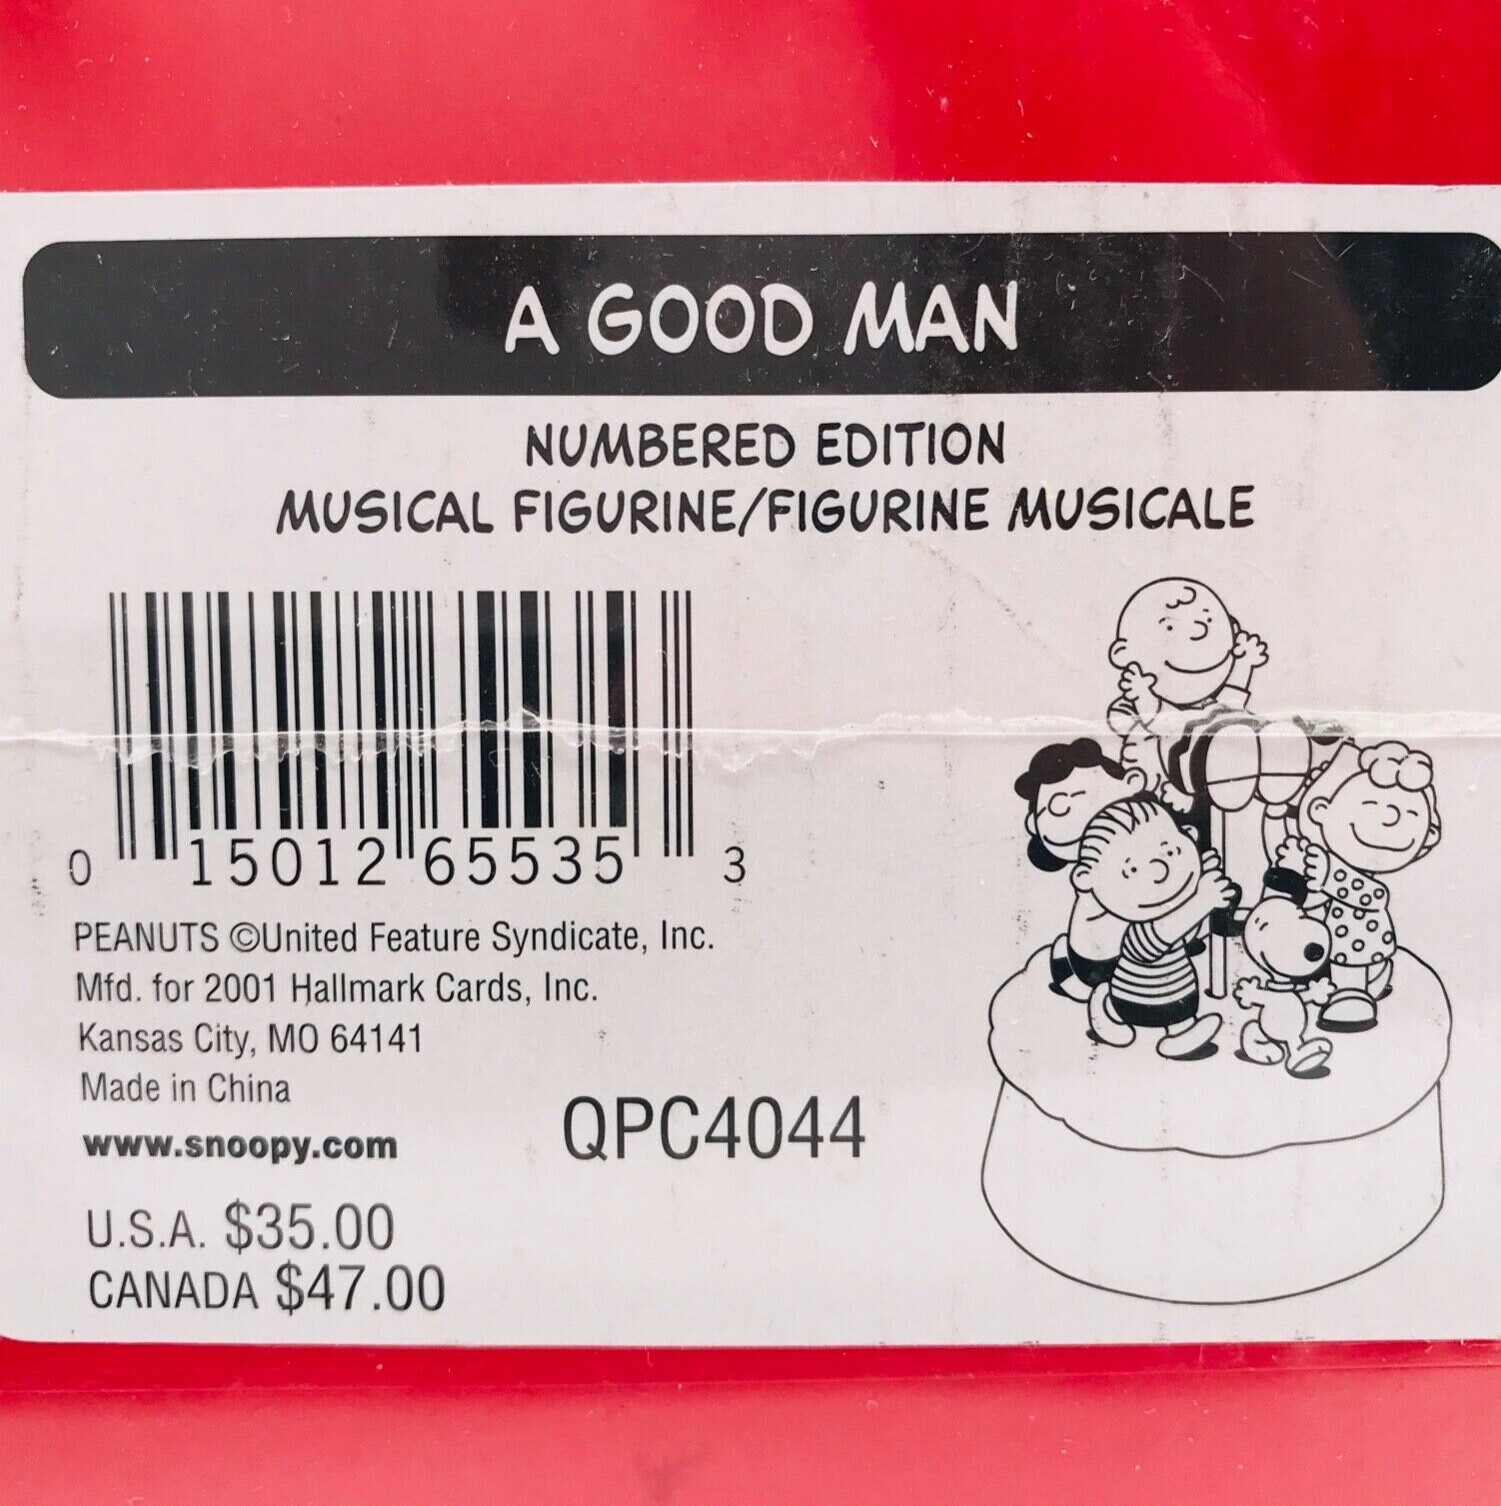 A GOOD MAN
NUMBERED EDITION
MUSICAL FIGURINE/FIGURINE MUSICALE
0 15012 65535 3
PEANUTS ©United Feature Syndicate, Inc.
Mfd. for 2001 Hallmark Cards, Inc.
Kansas City, MO 64141
Made in China
www.snoopy.com
QPC4044
U.S.A. $35.00
CANADA $47.00